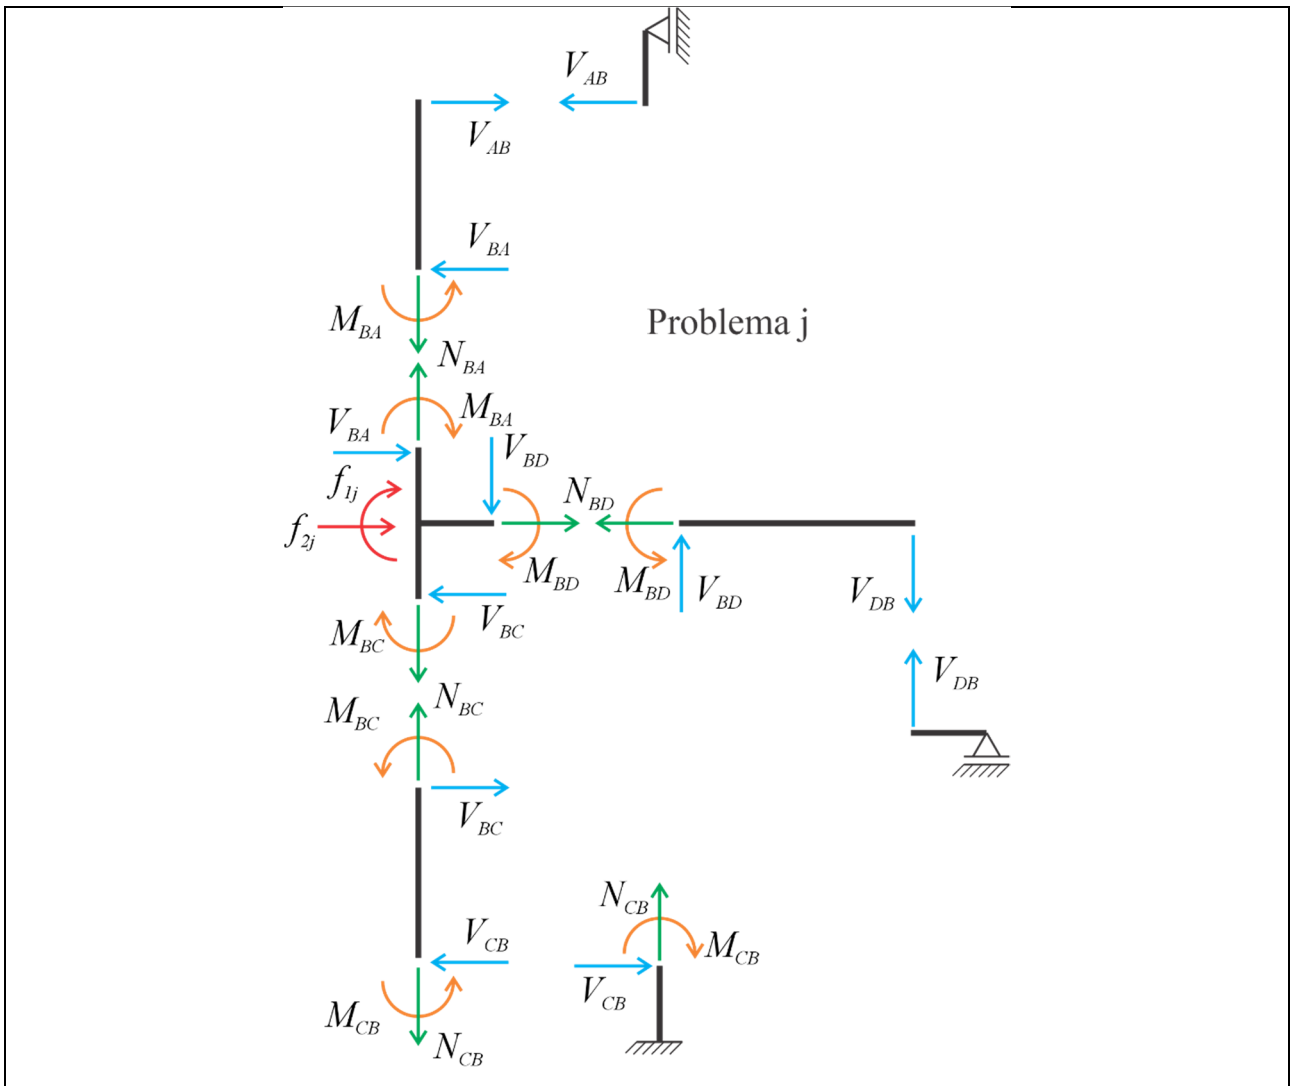 V_AB
V_AB
V_BA
M_BA
Problema j
N_BA
V_BA
M_BA
V_BD
f_1j
N_BD
f_2j
M_BD
M_BD
V_BD
V_DB
V_BC
M_BC
V_DB
N_BC
M_BC
V_BC
N_CB
V_CB
M_CB
V_CB
M_CB
N_CB